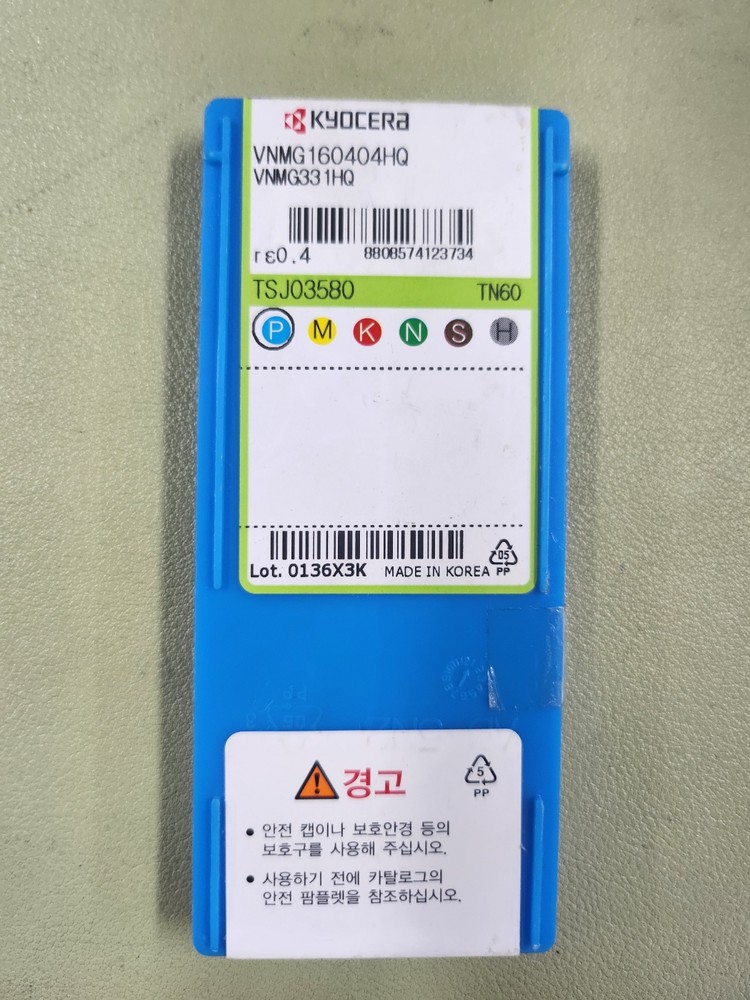 KYOCERA
VNMG160404HQ
VNMG331HQ
rε0.4 8808574123734
TSJ03580 TN60
P M K N S H
05
Lot. 0136X3K MADE IN KOREA PP
경고
5
PP
• 안전 캡이나 보호안경 등의
보호구를 사용해 주십시오.
• 사용하기 전에 카탈로그의
안전 팜플렛을 참조하십시오.